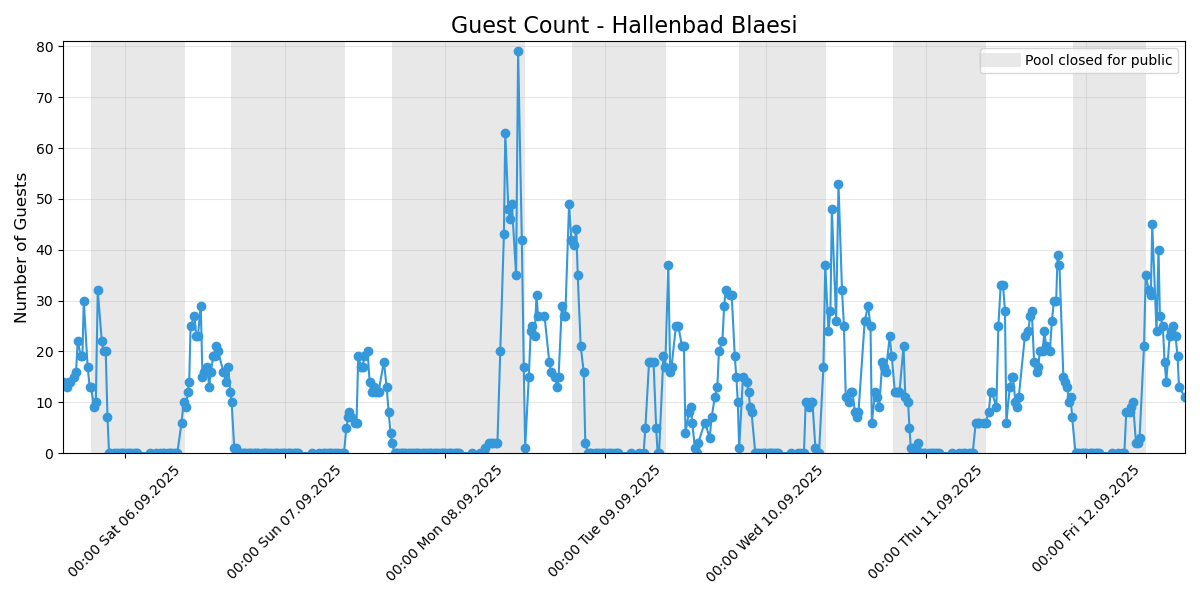 Guest Count - Hallenbad Blaesi
Pool closed for public
Number of Guests
80
70
60
50
40
30
20
10
0
00:00 Sat 06.09.2025
00:00 Sun 07.09.2025
00:00 Mon 08.09.2025
00:00 Tue 09.09.2025
00:00 Wed 10.09.2025
00:00 Thu 11.09.2025
00:00 Fri 12.09.2025